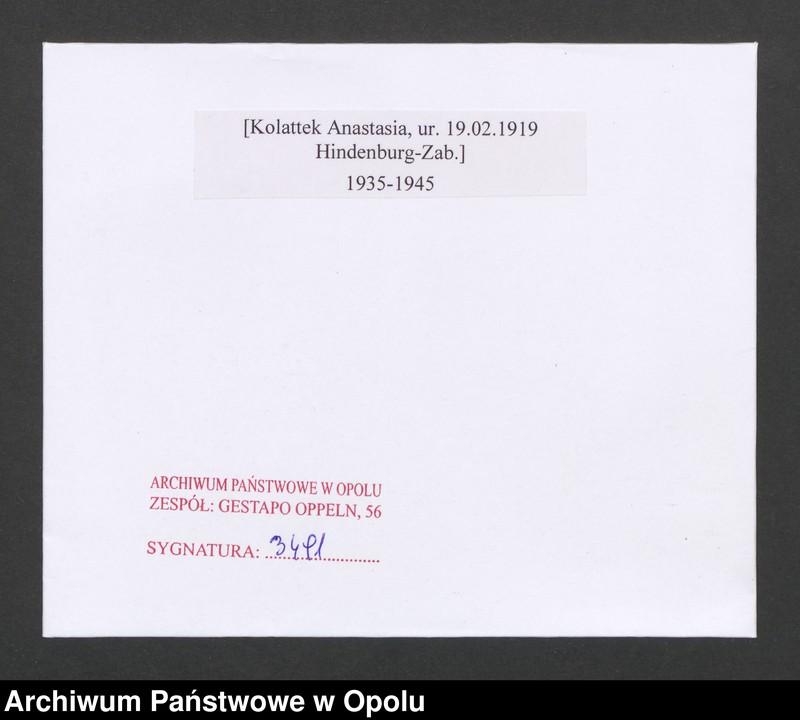 [Kolattek Anastasia, ur. 19.02.1919
Hindenburg-Zab.]
1935-1945
ARCHIWUM PAŃSTWOWE W OPOLU
ZESPÓŁ: GESTAPO OPPELN, 56
SYGNATURA: 3491
Archiwum Państwowe w Opolu